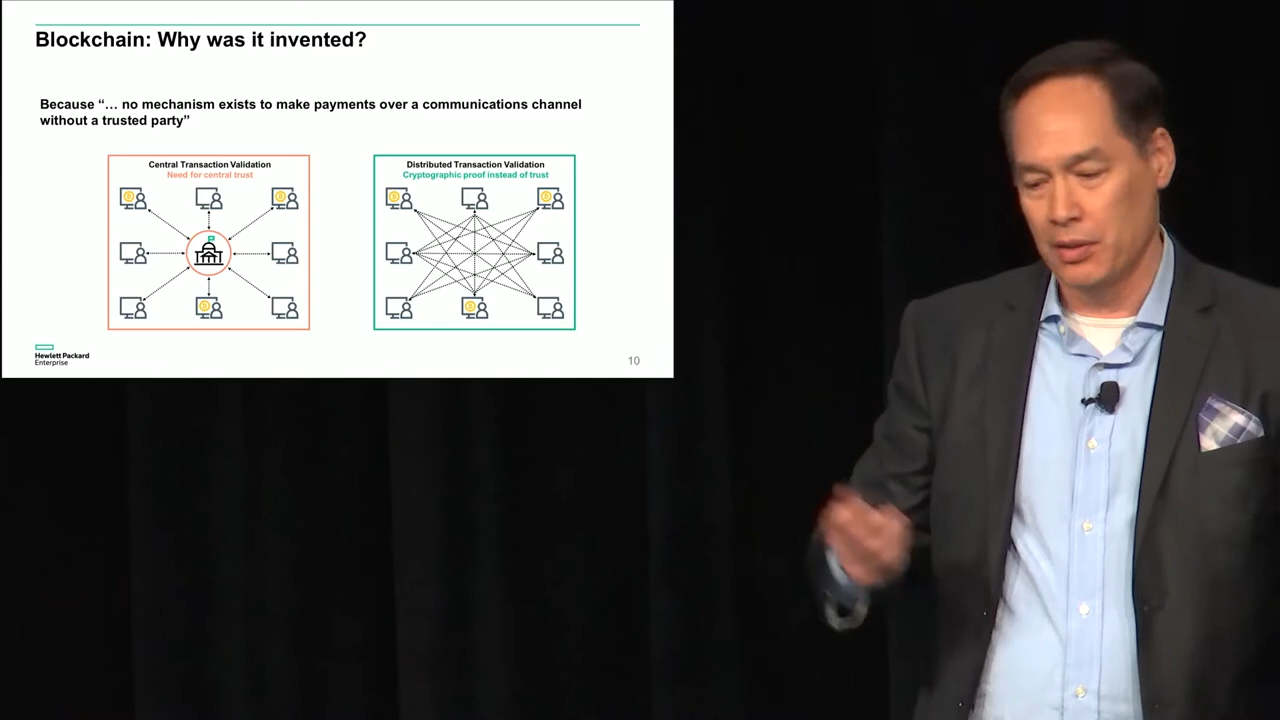 Blockchain: Why was it invented?
Because “… no mechanism exists to make payments over a communications channel
without a trusted party”
Central Transaction Validation
Need for central trust
Distributed Transaction Validation
Cryptographic proof instead of trust
Hewlett Packard
Enterprise
10